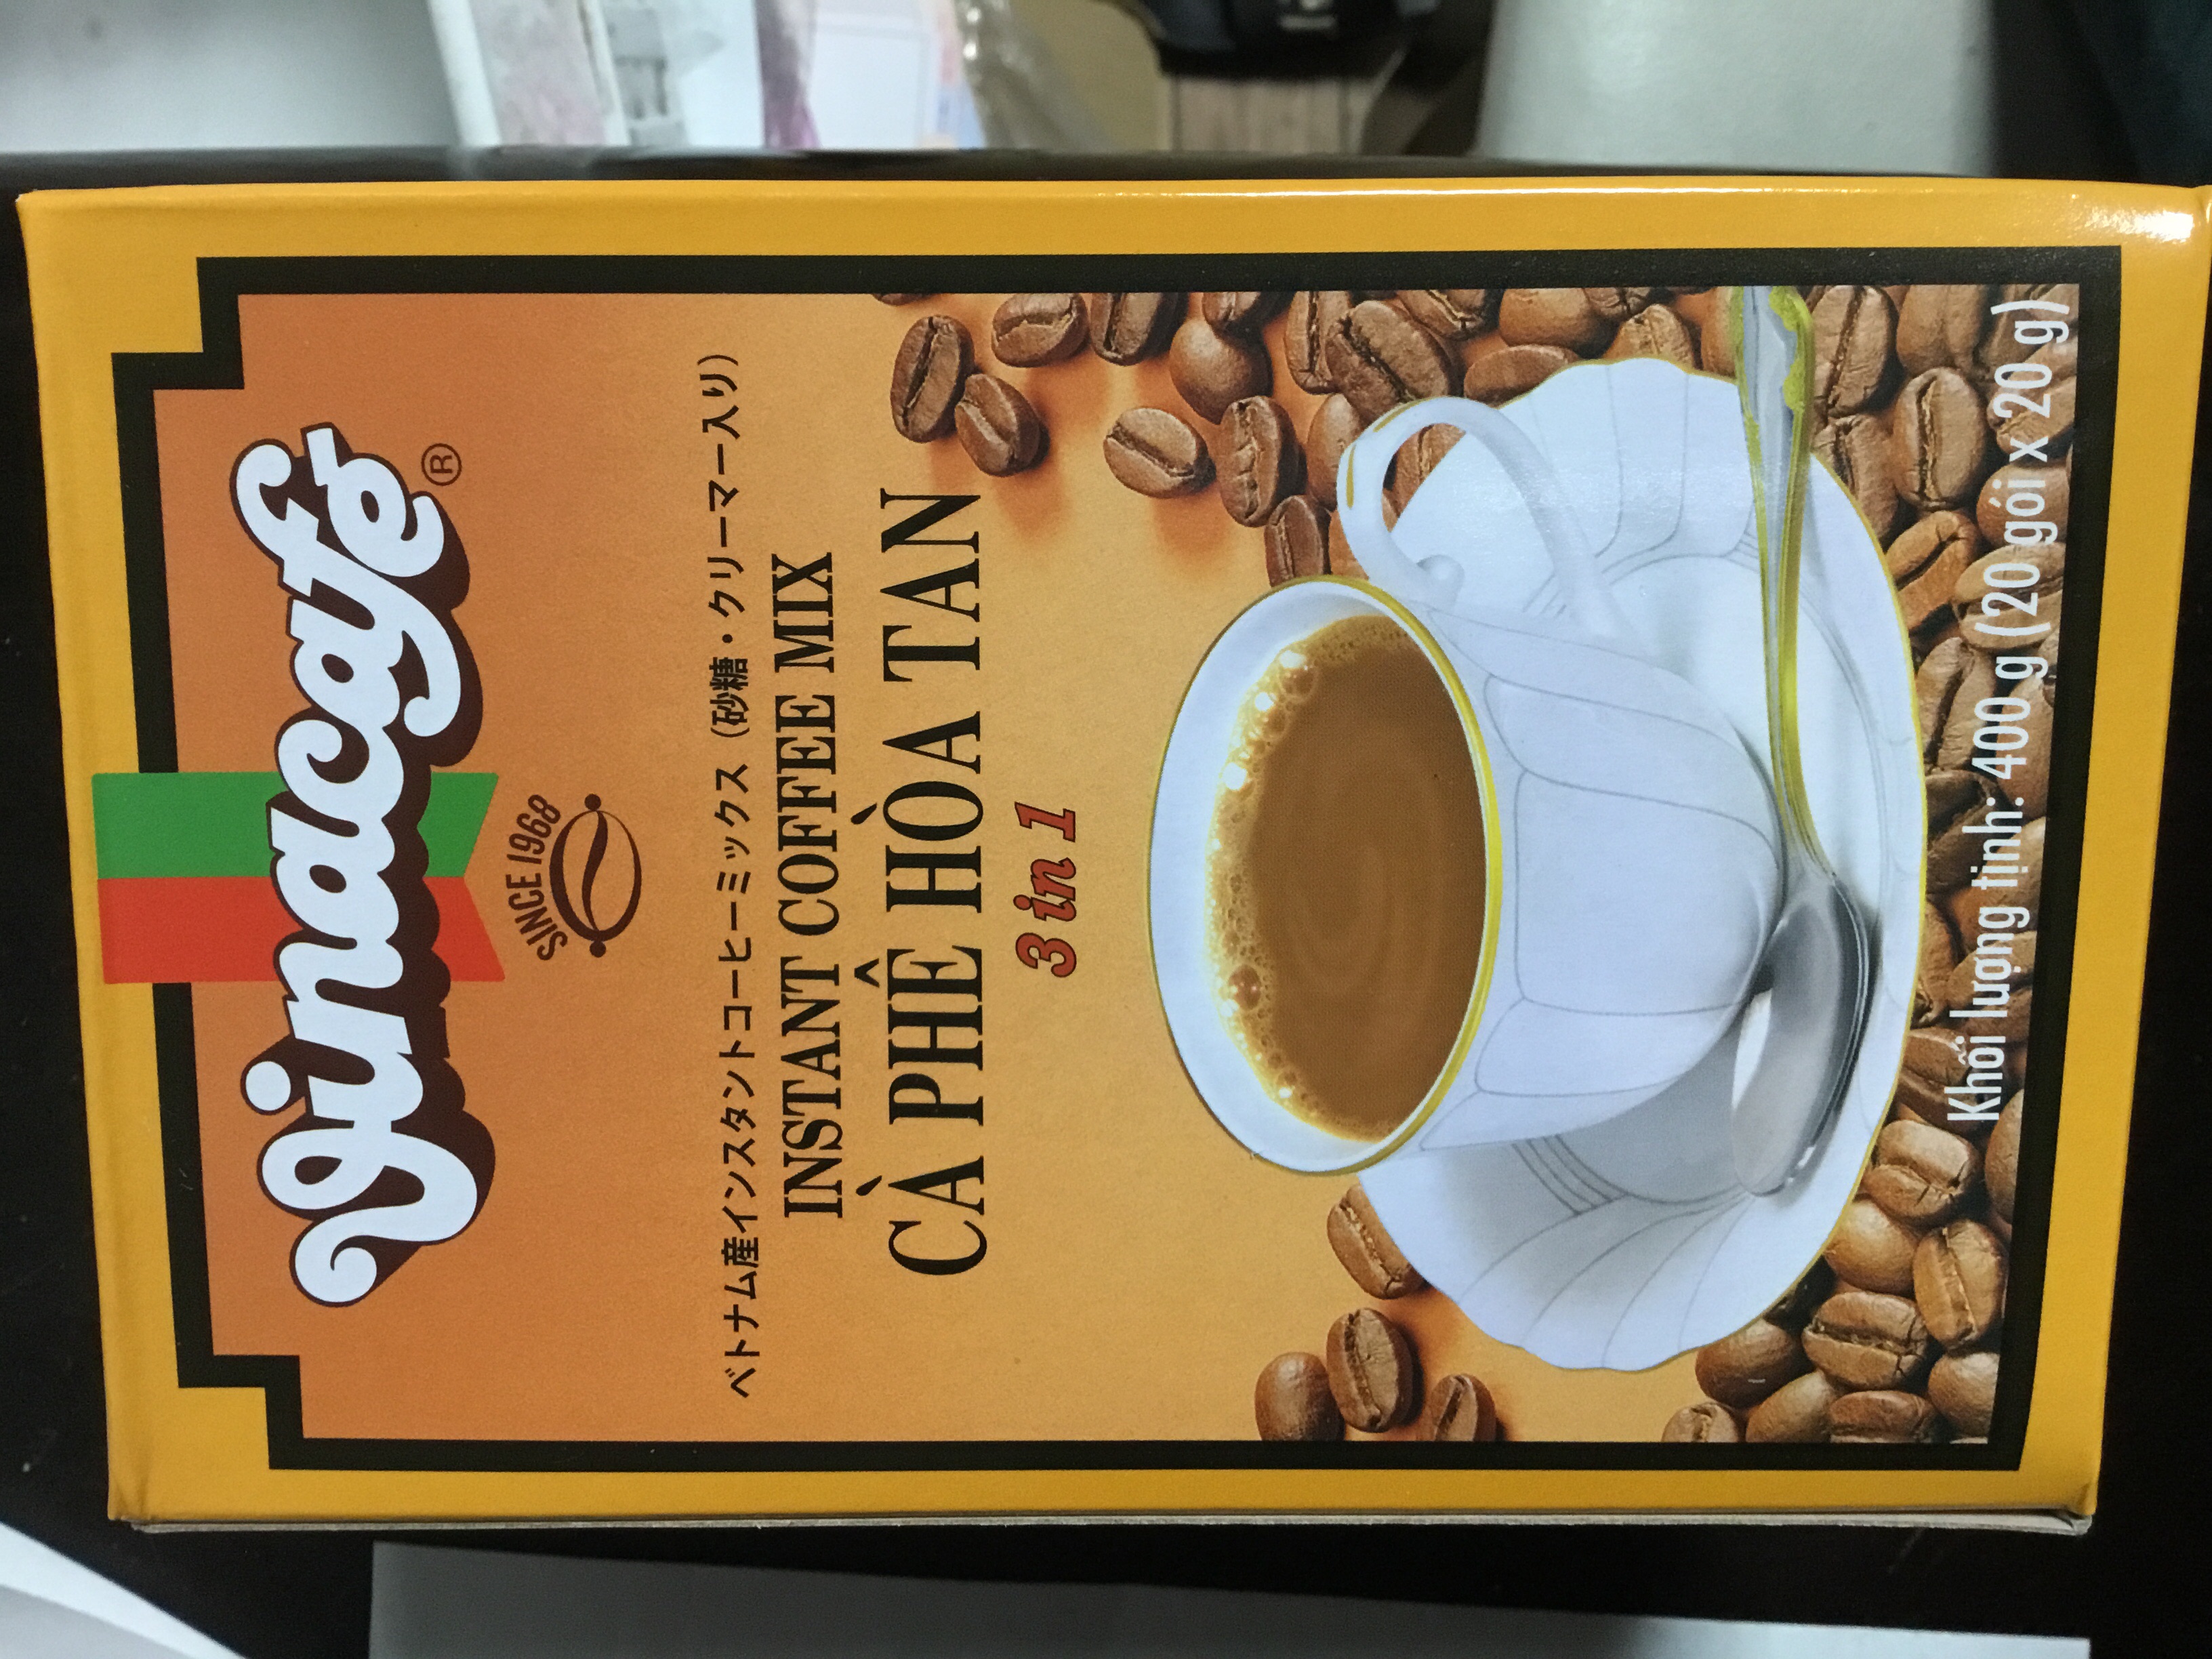 Vinacafé®
SINCE 1968
ベトナム産インスタントコーヒーミックス（砂糖・クリーマー入り）
INSTANT COFFEE MIX
CÀ PHÊ HÒA TAN
3 in 1
Khối lượng tịnh: 400 g (20 gói x 20 g)